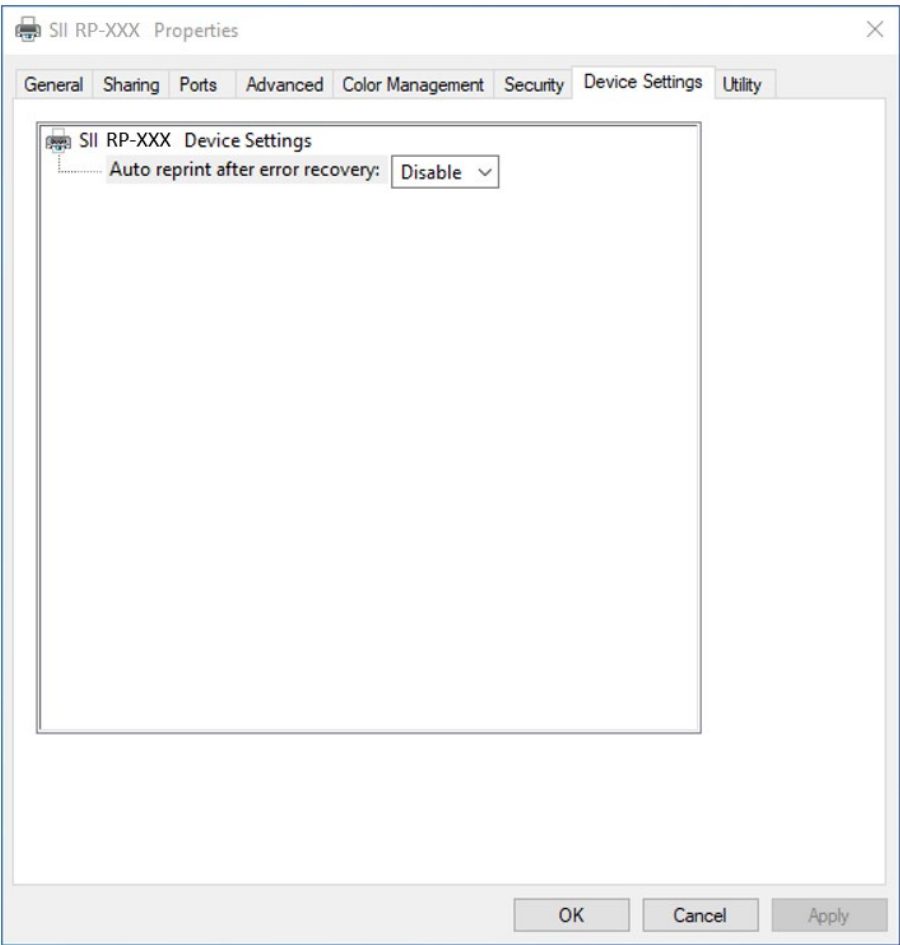 SII RP-XXX Properties
General Sharing Ports Advanced Color Management Security Device Settings Utility
SII RP-XXX Device Settings
Auto reprint after error recovery: Disable
OK Cancel Apply